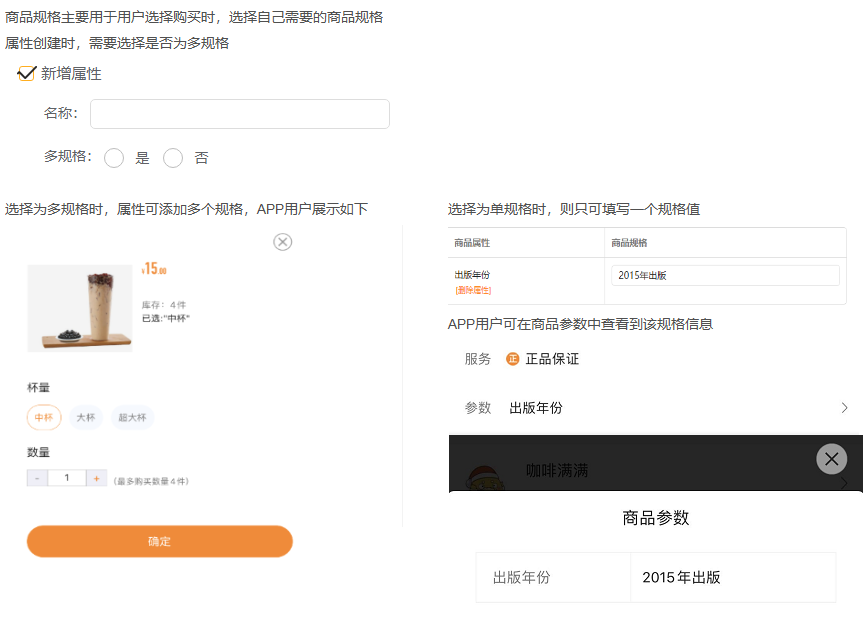 商品规格主要用于用户选择购买时，选择自己需要的商品规格
属性创建时，需要选择是否为多规格
新增属性
名称：
多规格： 是 否
选择为多规格时，属性可添加多个规格，APP用户展示如下
¥15.00
库存：4件
已选:"中杯"
杯量
中杯 大杯 超大杯
数量
- 1 + (最多购买数量4件)
确定
选择为单规格时，则只可填写一个规格值
商品属性 商品规格
出版年份 2015年出版
[删除属性]
APP用户可在商品参数中查看到该规格信息
服务 正 正品保证
参数 出版年份
咖啡满满
商品参数
出版年份 2015年出版